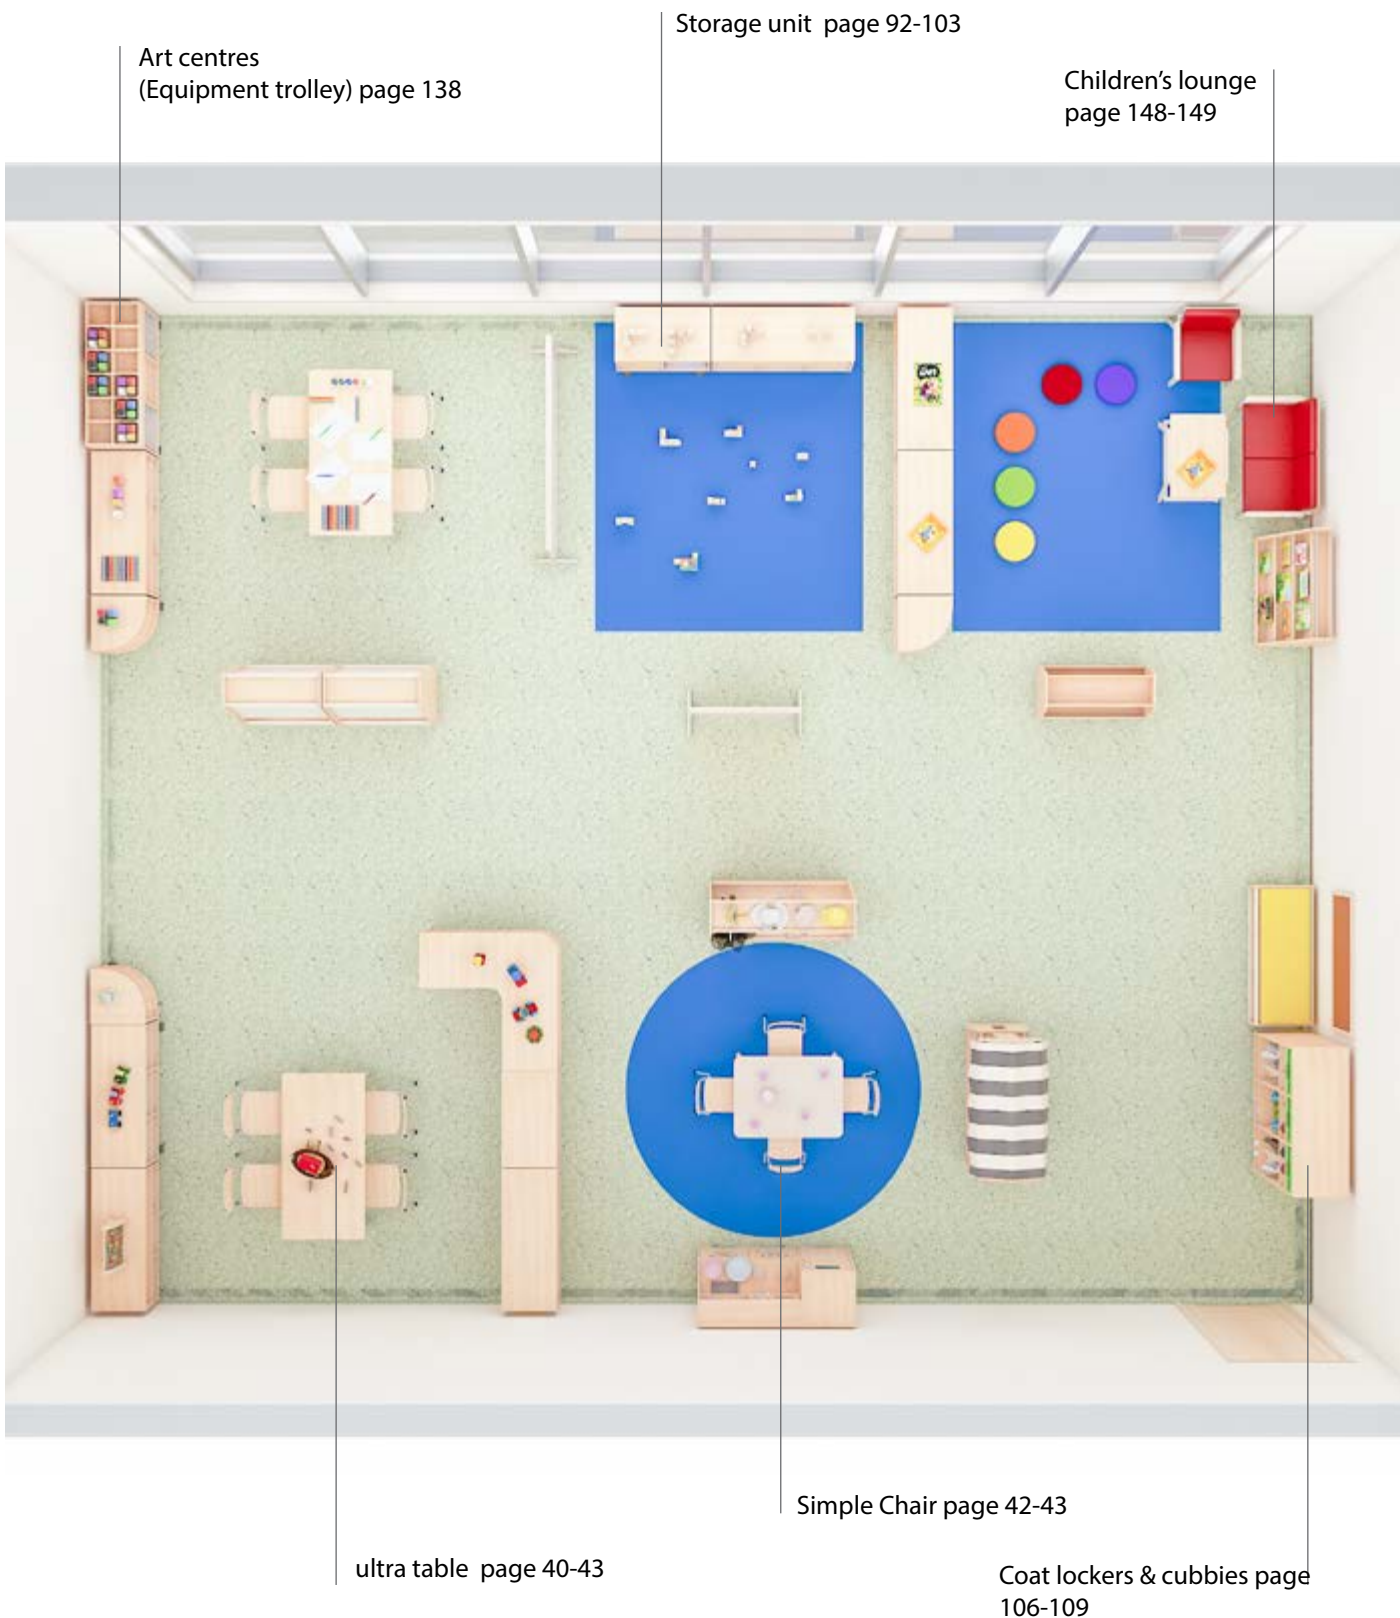 Storage unit  page 92-103
Art centres
(Equipment trolley) page 138
Children's lounge
page 148-149
Simple Chair page 42-43
ultra table  page 40-43
Coat lockers & cubbies page
106-109